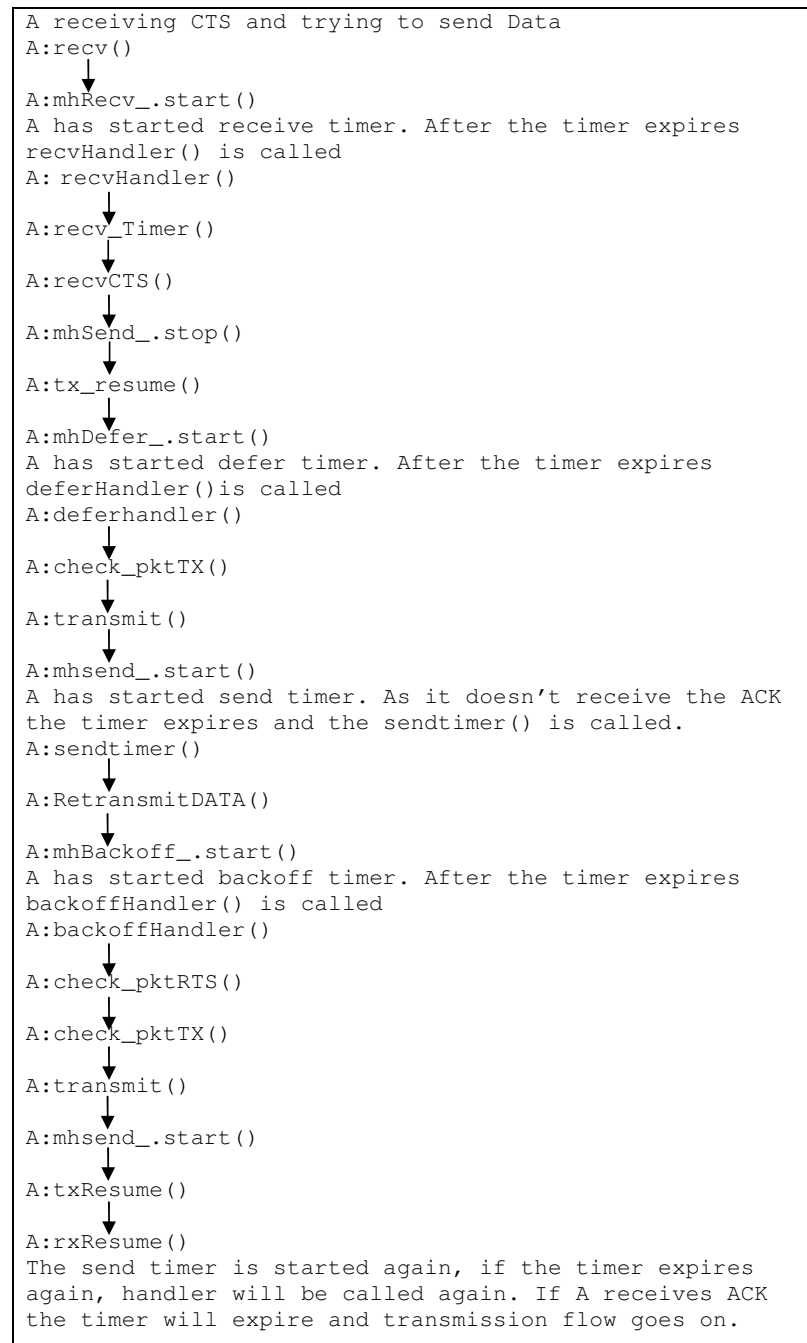 A receiving CTS and trying to send Data
A:recv()
A:mhRecv_.start()
A has started receive timer. After the timer expires
recvHandler() is called
A: recvHandler()
A:recv_Timer()
A:recvCTS()
A:mhSend_.stop()
A:tx_resume()
A:mhDefer_.start()
A has started defer timer. After the timer expires
deferHandler()is called
A:deferhandler()
A:check_pktTX()
A:transmit()
A:mhsend_.start()
A has started send timer. As it doesn't receive the ACK
the timer expires and the sendtimer() is called.
A:sendtimer()
A:RetransmitDATA()
A:mhBackoff_.start()
A has started backoff timer. After the timer expires
backoffHandler() is called
A:backoffHandler()
A:check_pktRTS()
A:check_pktTX()
A:transmit()
A:mhsend_.start()
A:txResume()
A:rxResume()
The send timer is started again, if the timer expires
again, handler will be called again. If A receives ACK
the timer will expire and transmission flow goes on.